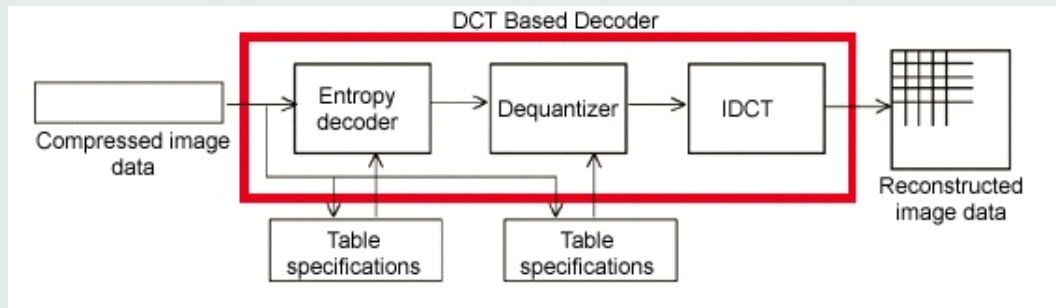 DCT Based Decoder
Compressed image
data
Entropy
decoder
Dequantizer
IDCT
Reconstructed
image data
Table
specifications
Table
specifications